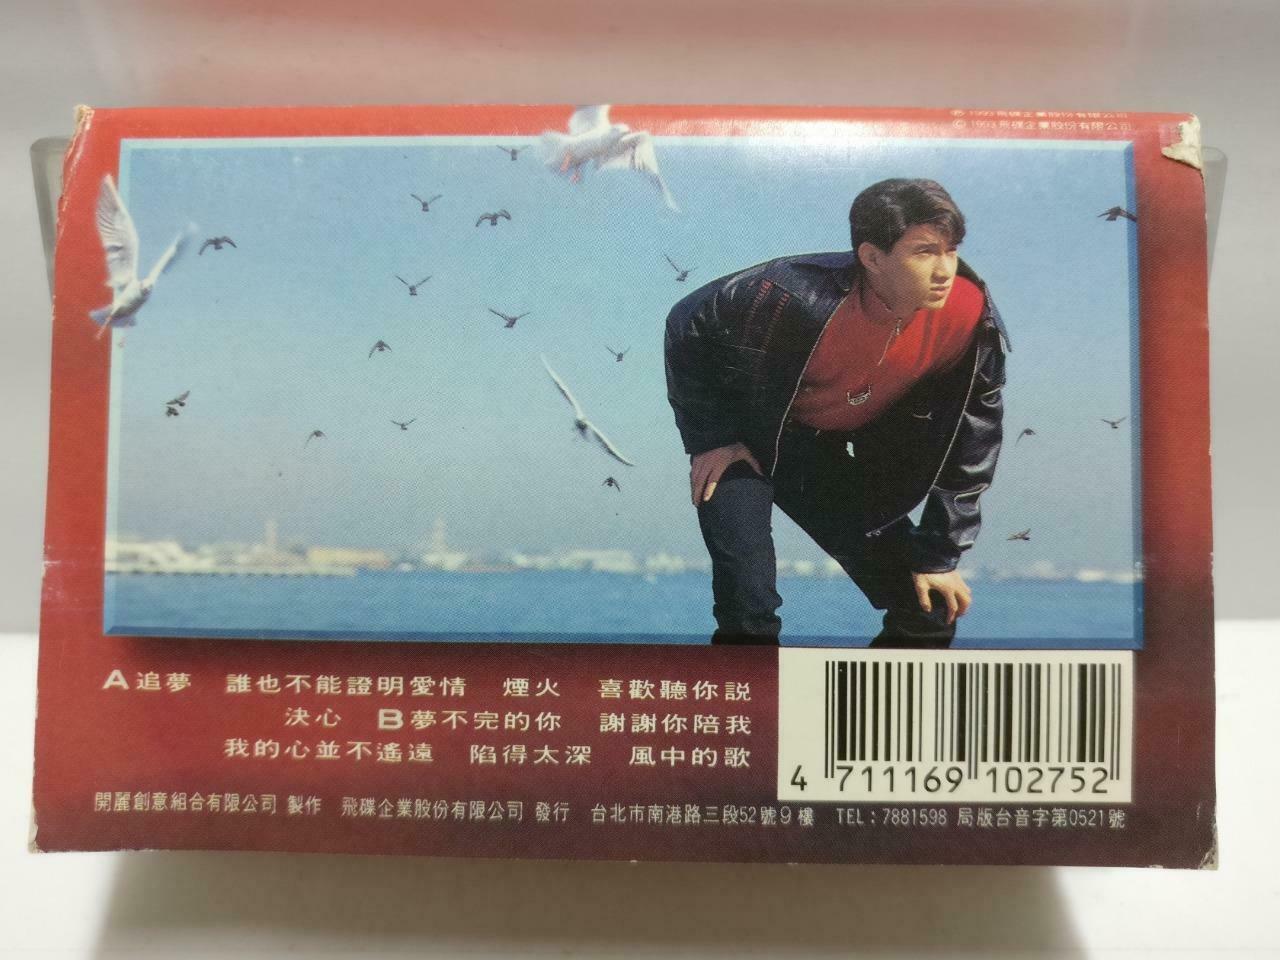 ℗ 1993 飛碟企業股份有限公司
© 1993 飛碟企業股份有限公司
A 追夢 誰也不能證明愛情 煙火 喜歡聽你説
決心 B 夢不完的你 謝謝你陪我
我的心並不遙遠 陷得太深 風中的歌
4 711169 102752
開麗創意組合有限公司 製作 飛碟企業股份有限公司 發行 台北市南港路三段52號9樓 TEL:7881598 局版台音字第0521號